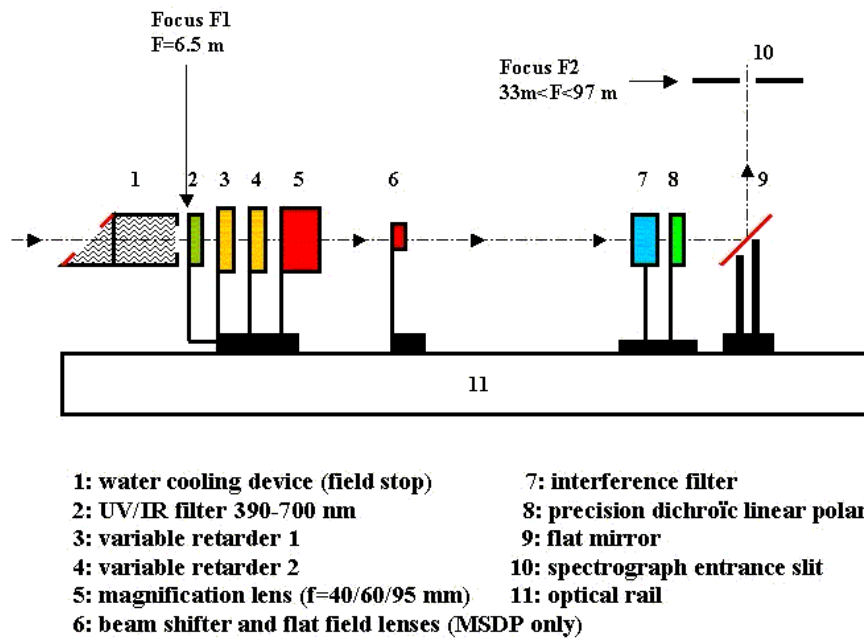 Focus F1
F=6.5 m
10
Focus F2
33m<F<97 m
1
2
3
4
5
6
7
8
9
11
1: water cooling device (field stop)
2: UV/IR filter 390-700 nm
3: variable retarder 1
4: variable retarder 2
5: magnification lens (f=40/60/95 mm)
6: beam shifter and flat field lenses (MSDP only)
7: interference filter
8: precision dichroïc linear polar
9: flat mirror
10: spectrograph entrance slit
11: optical rail